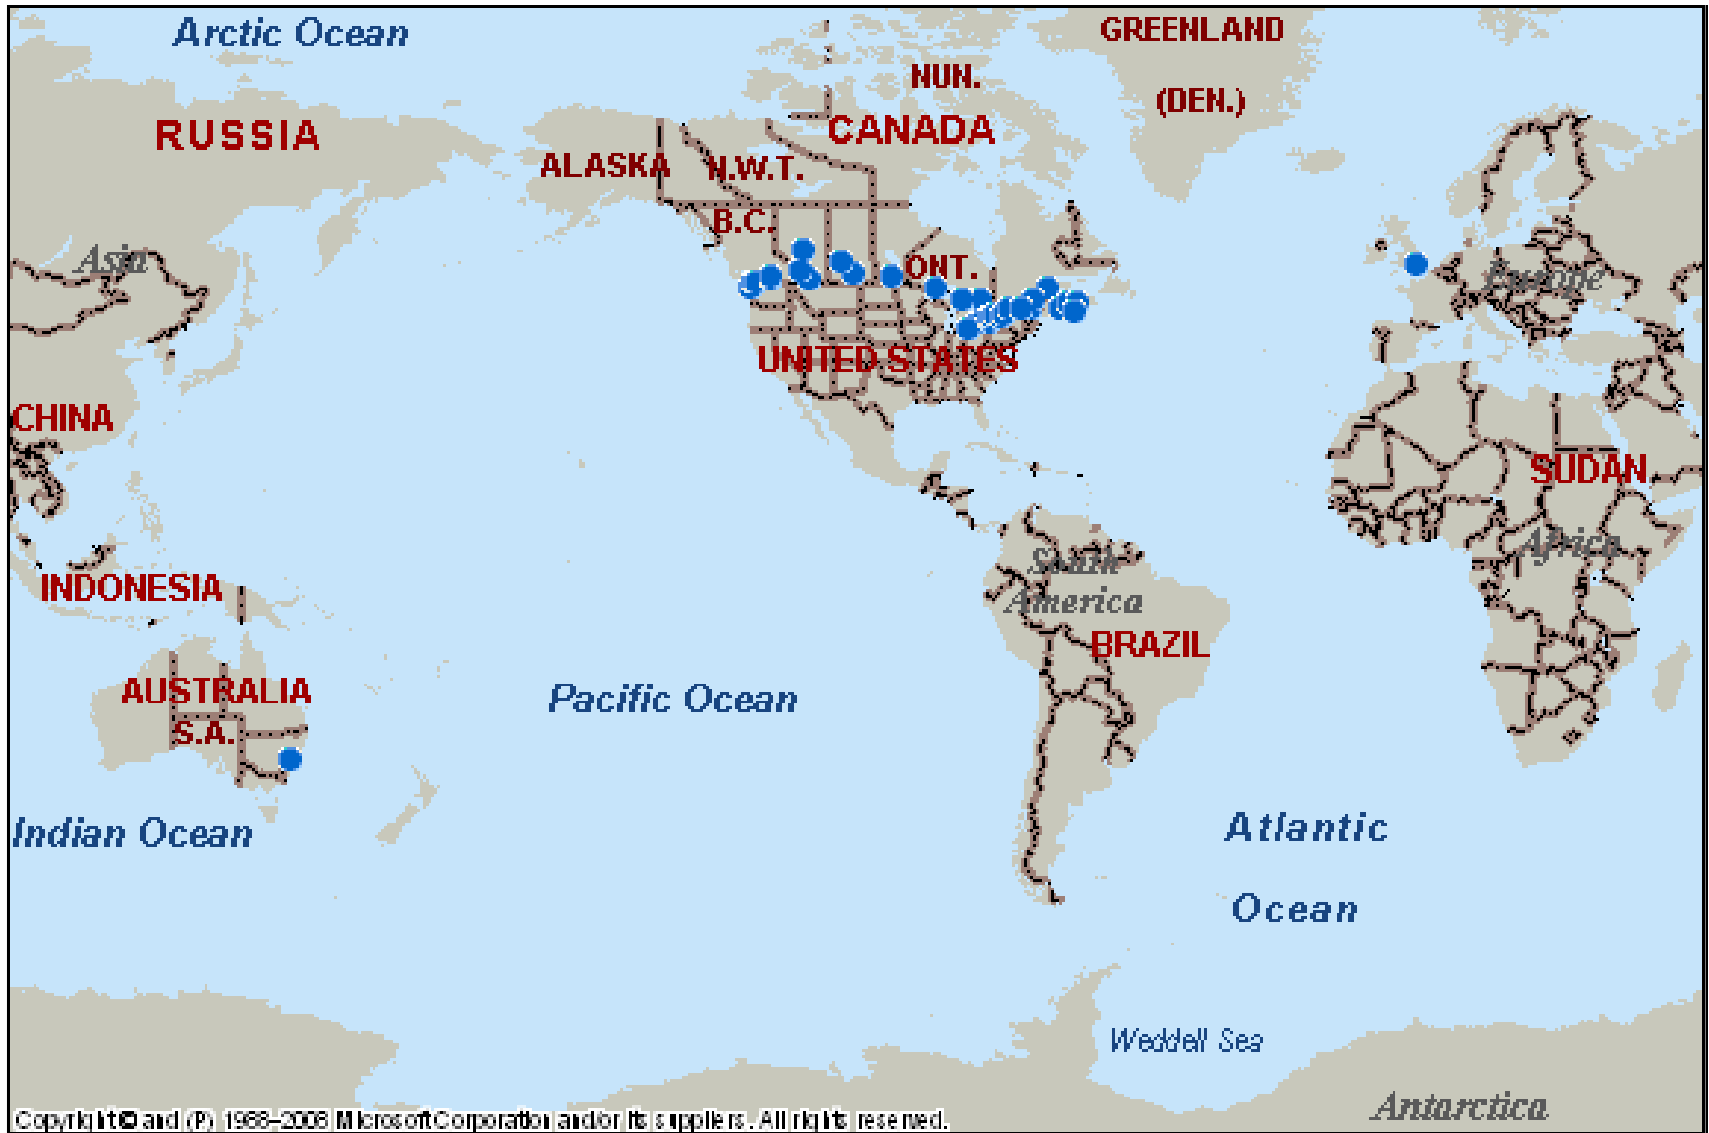 Arctic Ocean
GREENLAND
(DEN.)
NUN.
CANADA
RUSSIA
ALASKA
N.W.T.
B.C.
ONT.
Asia
Europe
UNITED STATES
CHINA
SUDAN
Africa
INDONESIA
South
America
BRAZIL
AUSTRALIA
S.A.
Pacific Ocean
Indian Ocean
Atlantic
Ocean
Weddell Sea
Antarctica
Copyright © and (P) 1988–2008 Microsoft Corporation and/or its suppliers. All rights reserved.